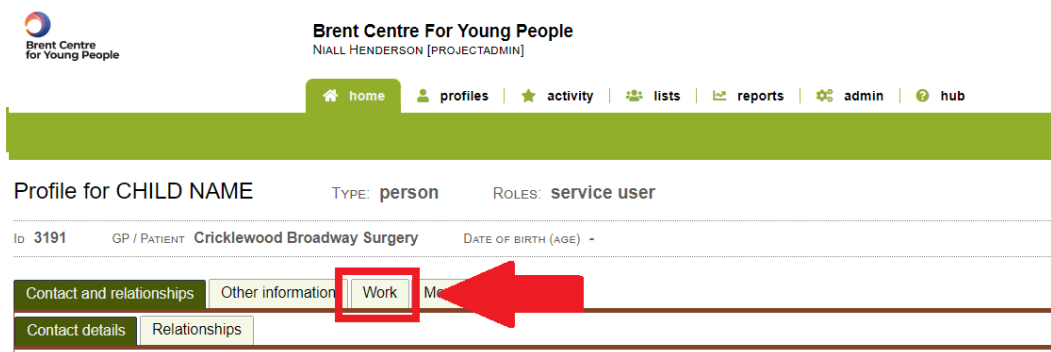 Brent Centre
for Young People
Brent Centre For Young People
NIALL HENDERSON [PROJECTADMIN]
home profiles activity lists reports admin hub
Profile for CHILD NAME TYPE: person ROLES: service user
ID 3191 GP / PATIENT Cricklewood Broadway Surgery DATE OF BIRTH (AGE) -
Contact and relationships Other information Work
Contact details Relationships